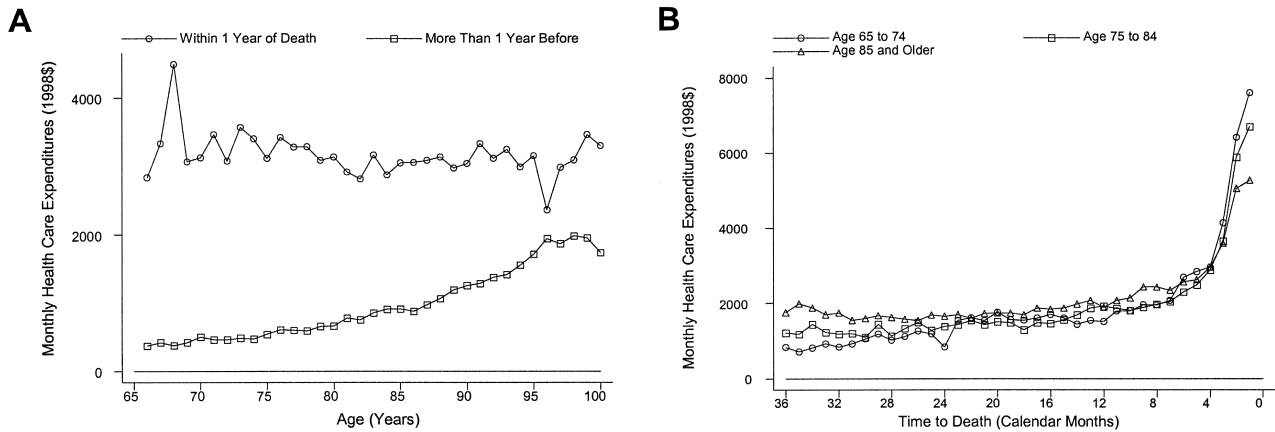 A
Within 1 Year of Death
More Than 1 Year Before
Monthly Health Care Expenditures (1998$)
4000
2000
0
65 70 75 80 85 90 95 100
Age (Years)
B
Age 65 to 74
Age 75 to 84
Age 85 and Older
Monthly Health Care Expenditures (1998$)
8000
6000
4000
2000
0
36 32 28 24 20 16 12 8 4 0
Time to Death (Calendar Months)